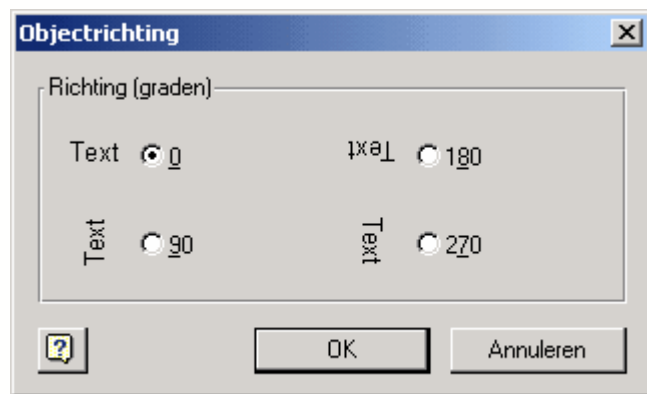 Objectrichting
Richting (graden)
Text 0
Text 180
Text 90
Text 270
OK Annuleren